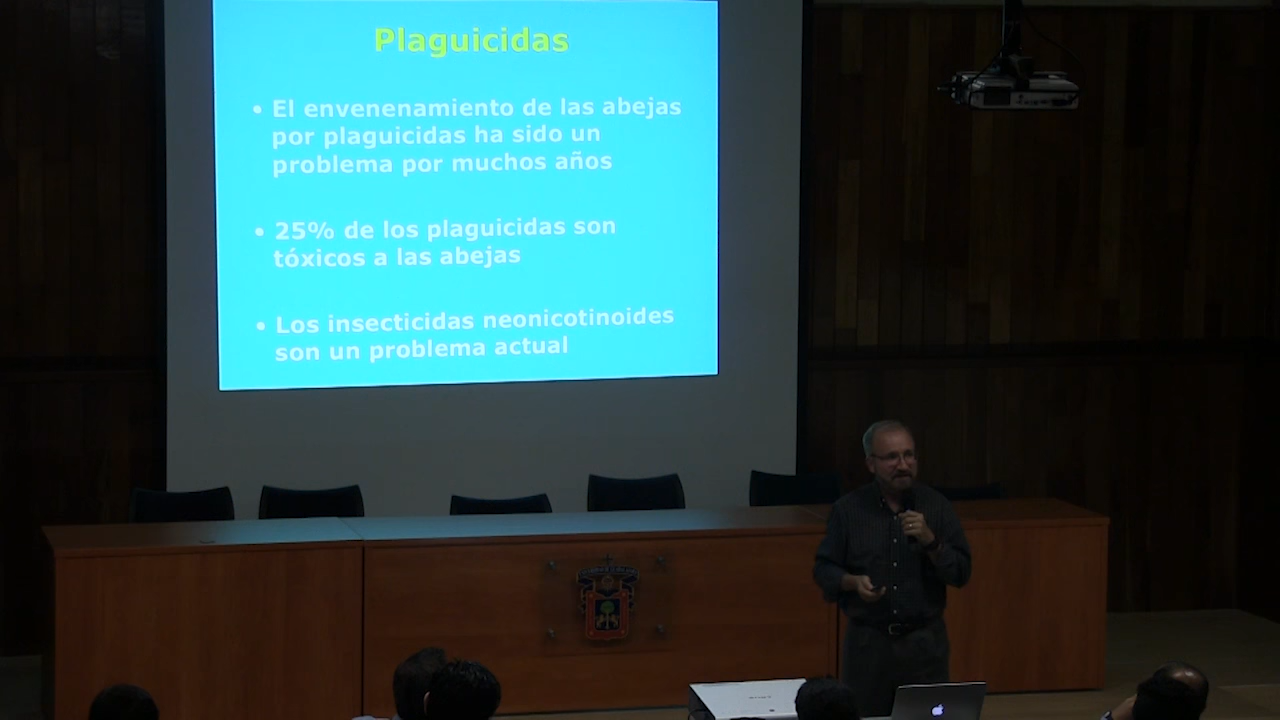 Plaguicidas
• El envenenamiento de las abejas
por plaguicidas ha sido un
problema por muchos años
• 25% de los plaguicidas son
tóxicos a las abejas
• Los insecticidas neonicotinoides
son un problema actual